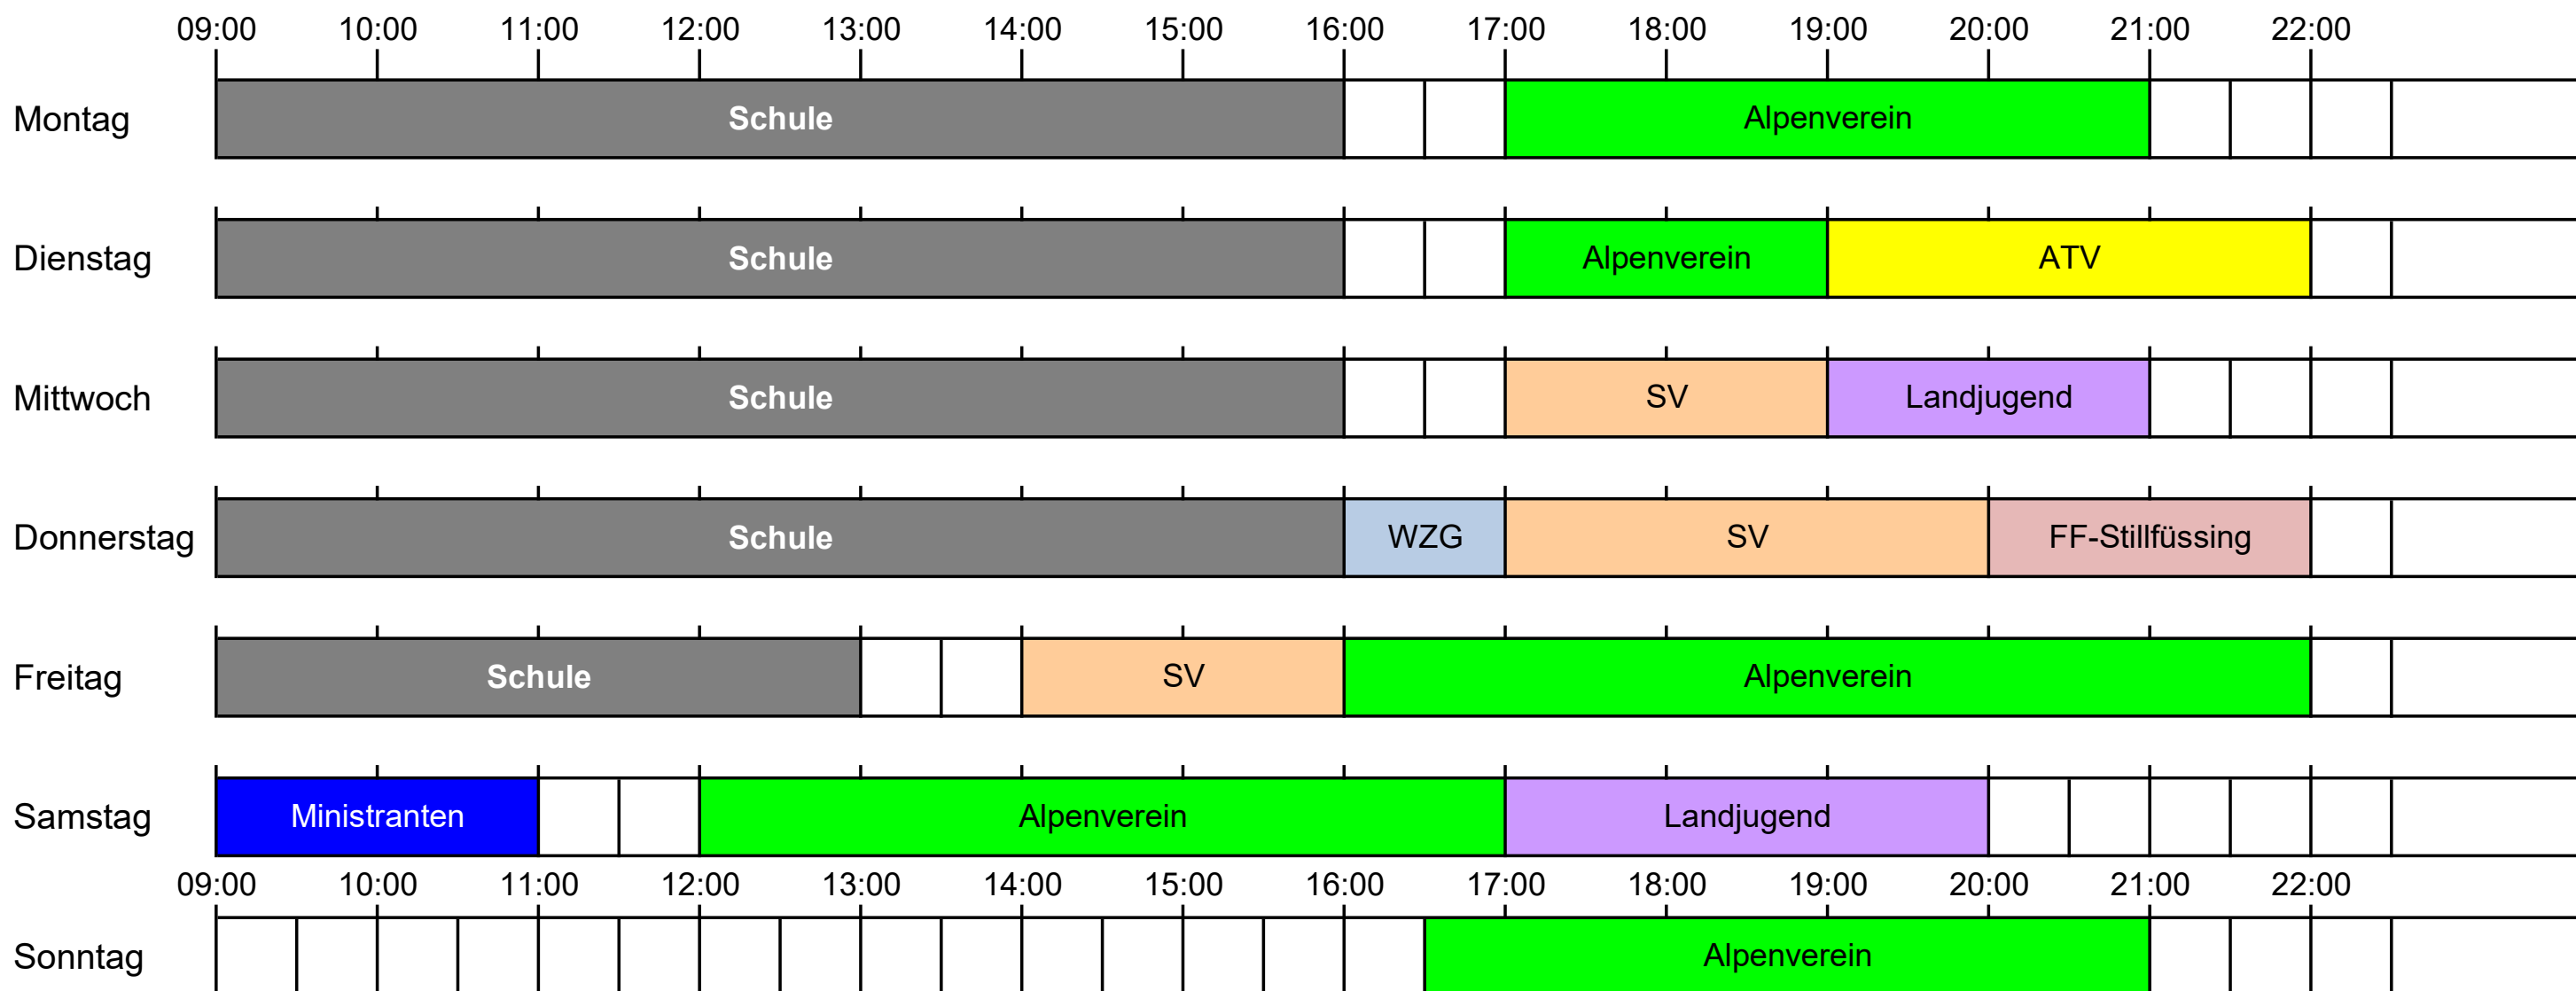 09:00 10:00 11:00 12:00 13:00 14:00 15:00 16:00 17:00 18:00 19:00 20:00 21:00 22:00
Montag Schule Alpenverein
Dienstag Schule Alpenverein ATV
Mittwoch Schule SV Landjugend
Donnerstag Schule WZG SV FF-Stillfüssing
Freitag Schule SV Alpenverein
Samstag Ministranten Alpenverein Landjugend
09:00 10:00 11:00 12:00 13:00 14:00 15:00 16:00 17:00 18:00 19:00 20:00 21:00 22:00
Sonntag Alpenverein